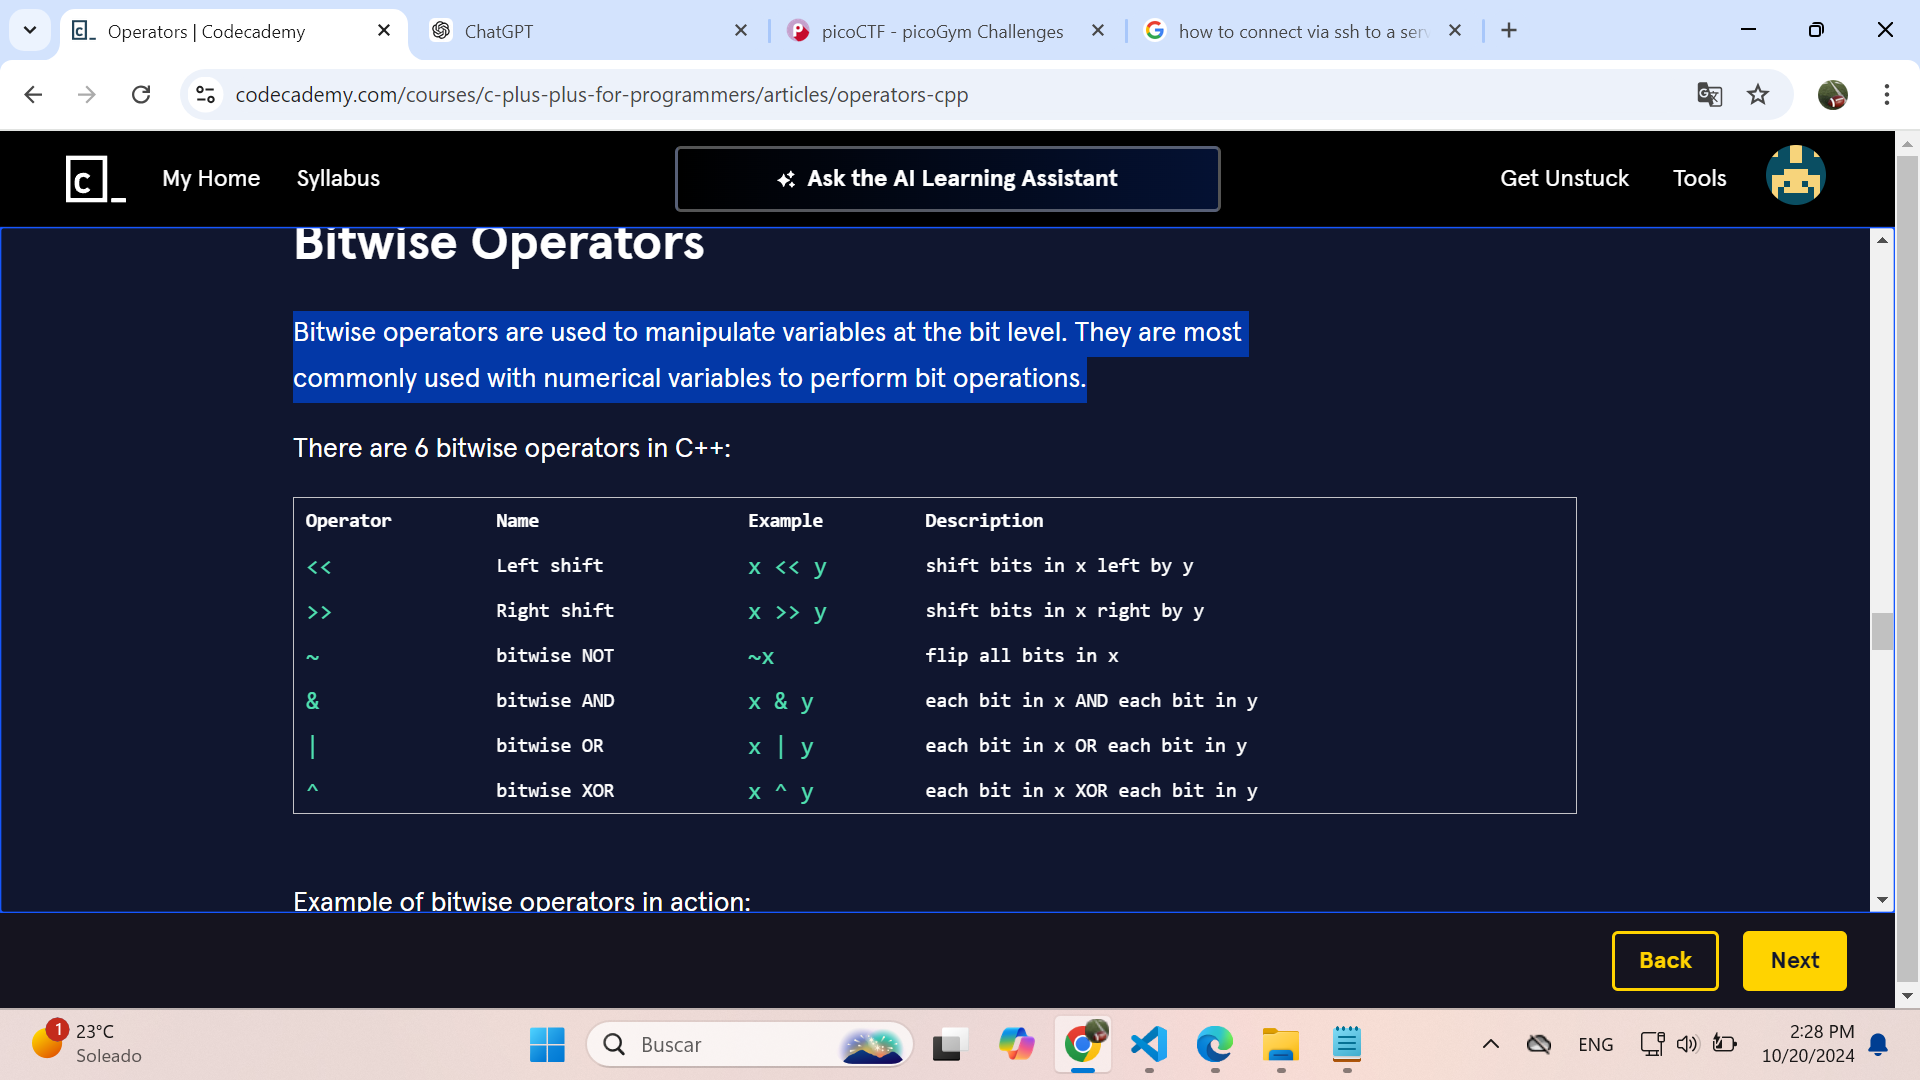 Operators | Codecademy
ChatGPT
picoCTF - picoGym Challenges
how to connect via ssh to a serv
codecademy.com/courses/c-plus-plus-for-programmers/articles/operators-cpp
My Home
Syllabus
Ask the AI Learning Assistant
Get Unstuck
Tools
Bitwise Operators
Bitwise operators are used to manipulate variables at the bit level. They are most
commonly used with numerical variables to perform bit operations.
There are 6 bitwise operators in C++:
Operator Name Example Description
<< Left shift x << y shift bits in x left by y
>> Right shift x >> y shift bits in x right by y
~ bitwise NOT ~x flip all bits in x
& bitwise AND x & y each bit in x AND each bit in y
| bitwise OR x | y each bit in x OR each bit in y
^ bitwise XOR x ^ y each bit in x XOR each bit in y
Example of bitwise operators in action:
Back
Next
1
23°C
Soleado
Buscar
ENG
2:28 PM
10/20/2024